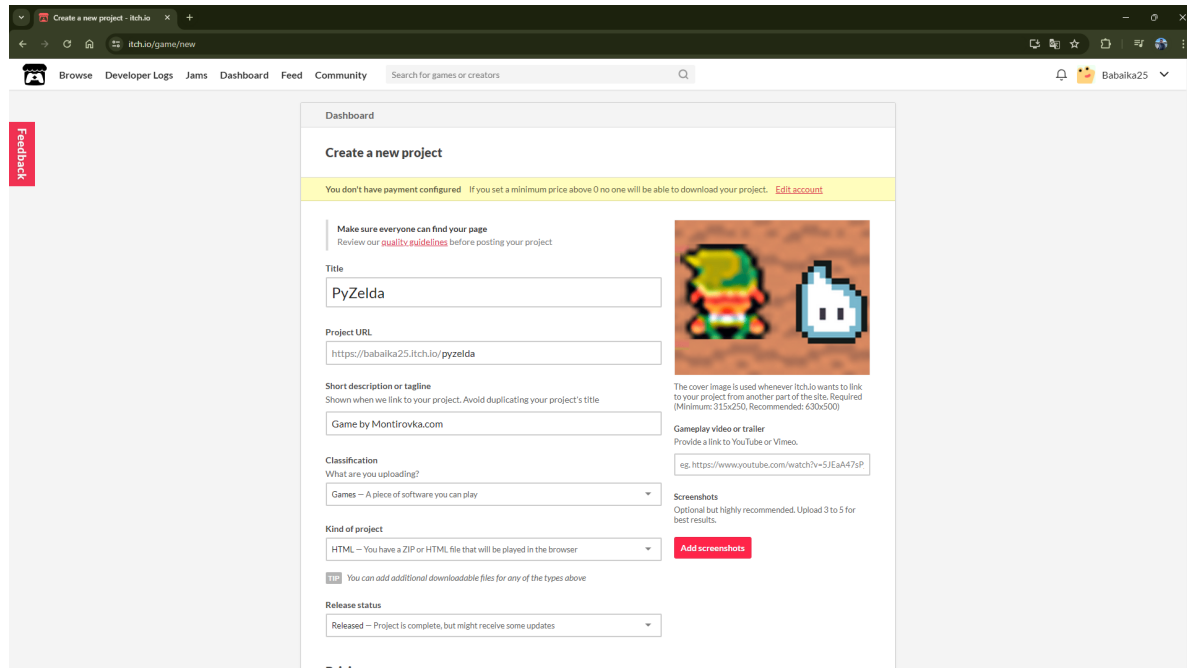 Create a new project - itch.io
itch.io/game/new
Browse Developer Logs Jams Dashboard Feed Community Search for games or creators Babaika25
Feedback
Dashboard
Create a new project
You don't have payment configured If you set a minimum price above 0 no one will be able to download your project. Edit account
Make sure everyone can find your page
Review our quality guidelines before posting your project
Title
PyZelda
Project URL
https://babaika25.itch.io/pyzelda
Short description or tagline
Shown when we link to your project. Avoid duplicating your project's title
Game by Montirovka.com
Classification
What are you uploading?
Games — A piece of software you can play
Kind of project
HTML — You have a ZIP or HTML file that will be played in the browser
TIP You can add additional downloadable files for any of the types above
Release status
Released — Project is complete, but might receive some updates
The cover image is used whenever itch.io wants to link
to your project from another part of the site. Required
(Minimum: 315x250, Recommended: 630x500)
Gameplay video or trailer
Provide a link to YouTube or Vimeo.
eg. https://www.youtube.com/watch?v=5JEaA47sP
Screenshots
Optional but highly recommended. Upload 3 to 5 for
best results.
Add screenshots